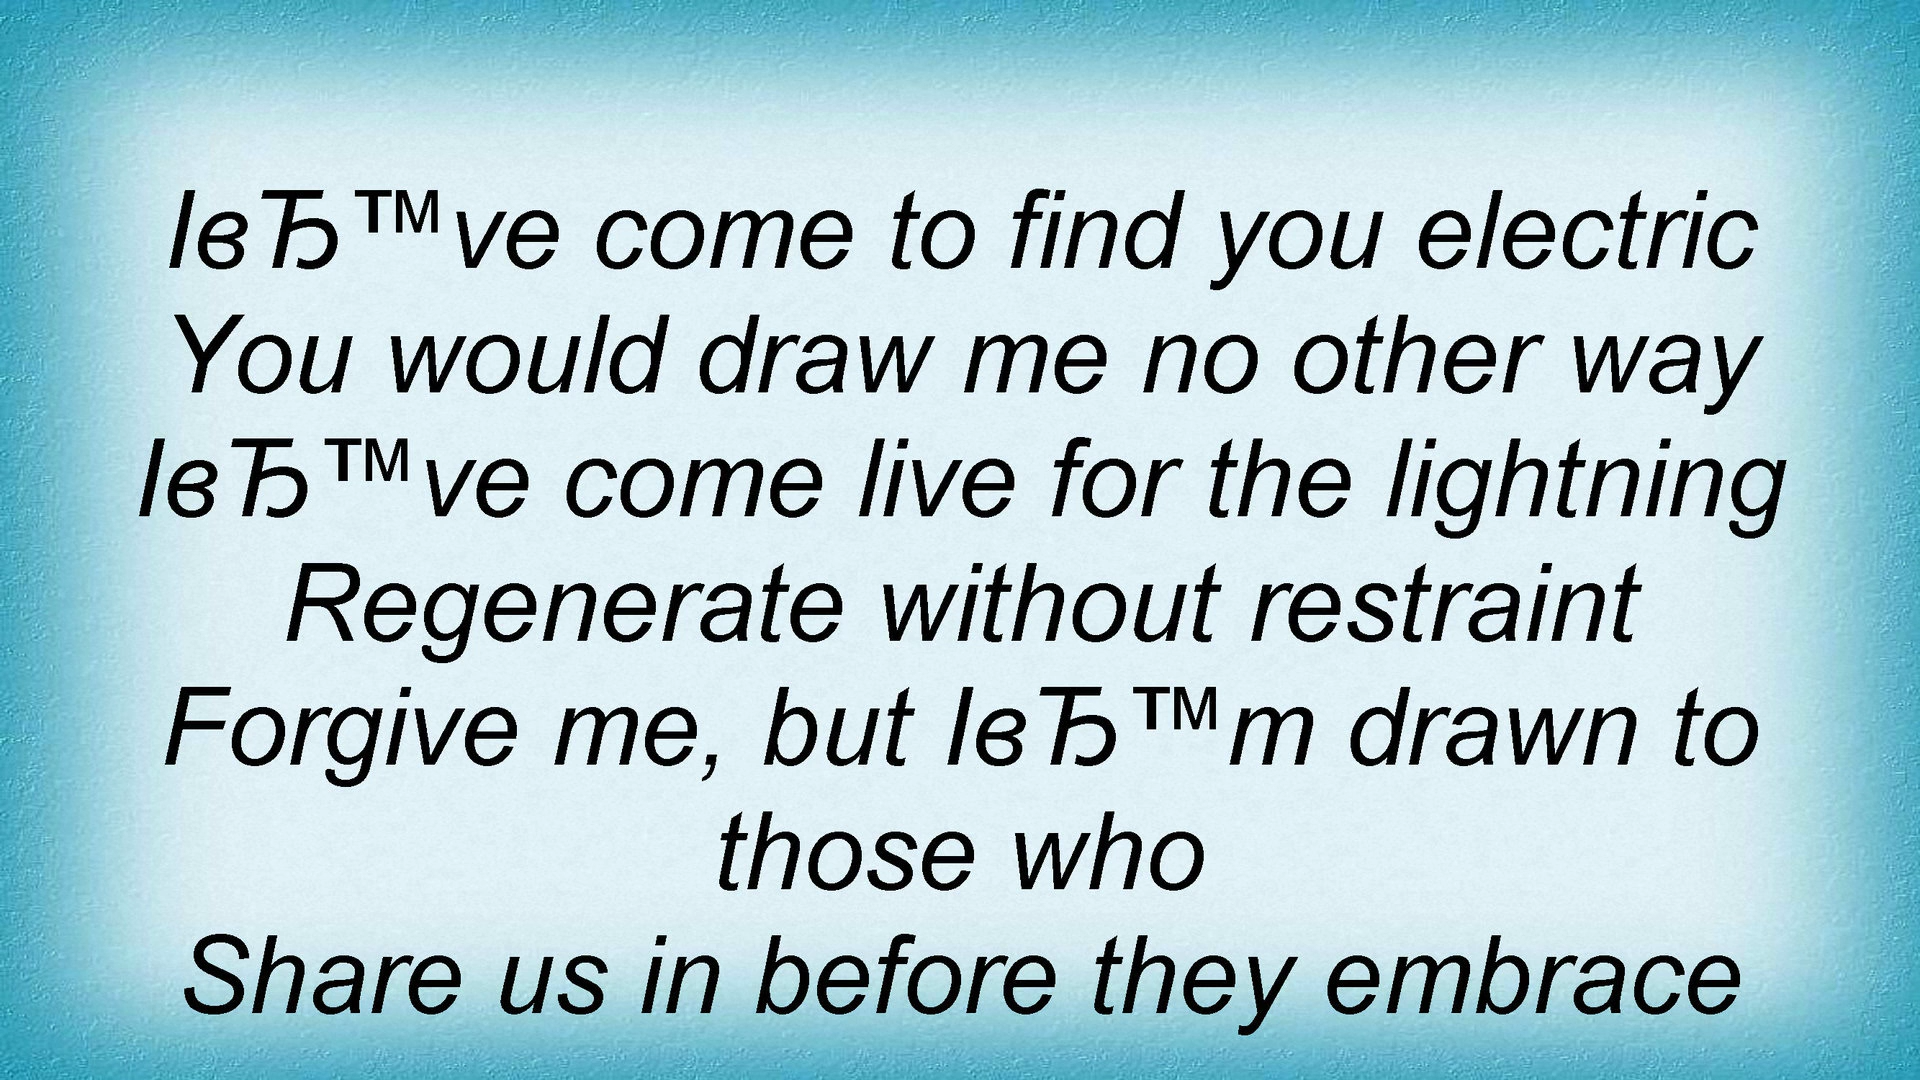 IвЂ™ve come to find you electric
You would draw me no other way
IвЂ™ve come live for the lightning
Regenerate without restraint
Forgive me, but IвЂ™m drawn to
those who
Share us in before they embrace